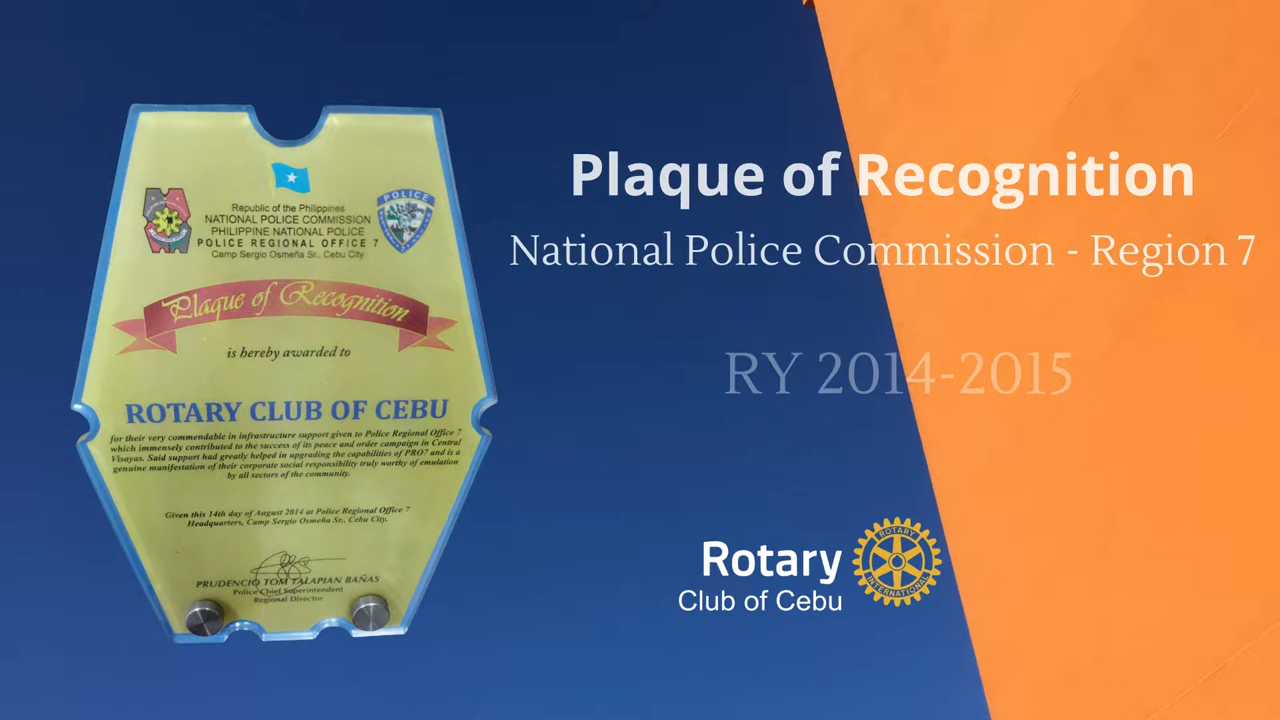 Republic of the Philippines
NATIONAL POLICE COMMISSION
PHILIPPINE NATIONAL POLICE
POLICE REGIONAL OFFICE 7
Camp Sergio Osmeña Sr., Cebu City
POLICE
Plaque of Recognition
is hereby awarded to
ROTARY CLUB OF CEBU
for their very commendable in infrastructure support given to Police Regional Office 7
which immensely contributed to the success of its peace and order campaign in Central
Visayas. Said support had greatly helped in upgrading the capabilities of PRO7 and is a
genuine manifestation of their corporate social responsibility truly worthy of emulation
by all sectors of the community.
Given this 14th day of August 2014 at Police Regional Office 7
Headquarters, Camp Sergio Osmeña Sr., Cebu City.
PRUDENCIO TOM TALAPIAN BAÑAS
Police Chief Superintendent
Regional Director
Plaque of Recognition
National Police Commission - Region 7
RY 2014-2015
Rotary
Club of Cebu
ROTARY
INTERNATIONAL